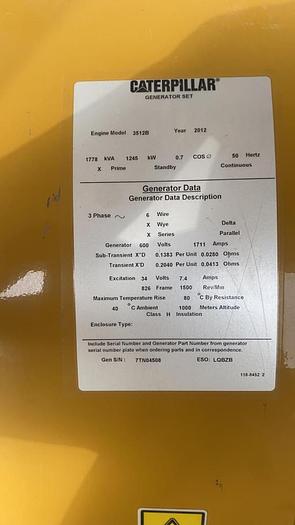 CATERPILLAR®
GENERATOR SET
Engine Model 3512B Year 2012
1778 kVA 1245 kW 0.7 COS ∅ 50 Hertz
X Prime Standby Continuous
Generator Data
Generator Data Description
3 Phase ~ 6 Wire
X Wye Delta
X Series Parallel
Generator 600 Volts 1711 Amps
Sub-Transient X"D 0.1383 Per Unit 0.0280 Ohms
Transient X'D 0.2040 Per Unit 0.0413 Ohms
Excitation 34 Volts 7.4 Amps
826 Frame 1500 Rev/Min
Maximum Temperature Rise 80 °C By Resistance
40 °C Ambient 1000 Meters Altitude
Class H Insulation
Enclosure Type:
Include Serial Number and Generator Part Number from generator
serial number plate when ordering parts and in correspondence.
Gen S/N : 7TN04508 ESO: LQBZB
118-8452 2